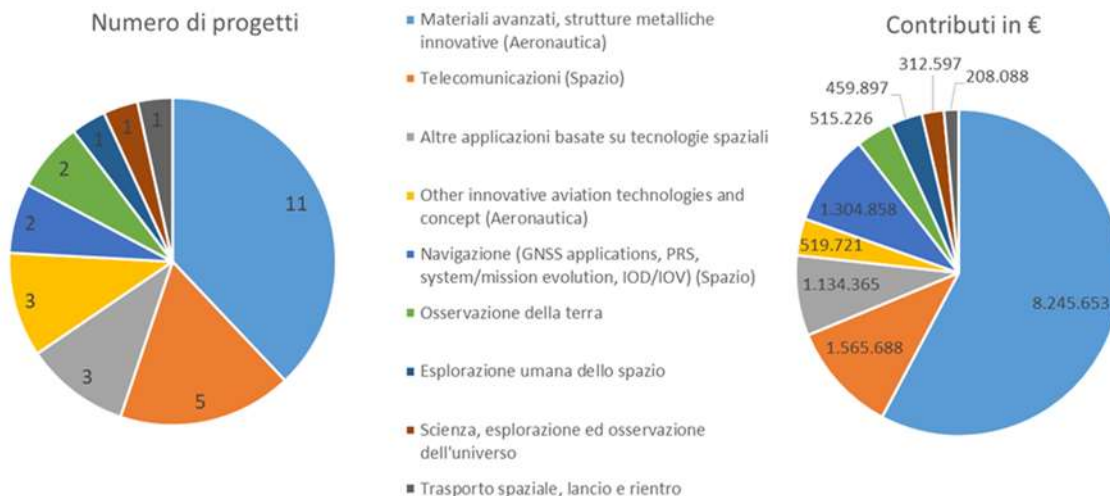 Numero di progetti
11
5
3
3
2
2
1
1
1
Materiali avanzati, strutture metalliche
innovative (Aeronautica)
Telecomunicazioni (Spazio)
Altre applicazioni basate su tecnologie spaziali
Other innovative aviation technologies and
concept (Aeronautica)
Navigazione (GNSS applications, PRS,
system/mission evolution, IOD/IOV) (Spazio)
Osservazione della terra
Esplorazione umana dello spazio
Scienza, esplorazione ed osservazione
dell'universo
Trasporto spaziale, lancio e rientro
Contributi in €
8.245.653
1.565.688
1.134.365
519.721
1.304.858
515.226
459.897
312.597
208.088